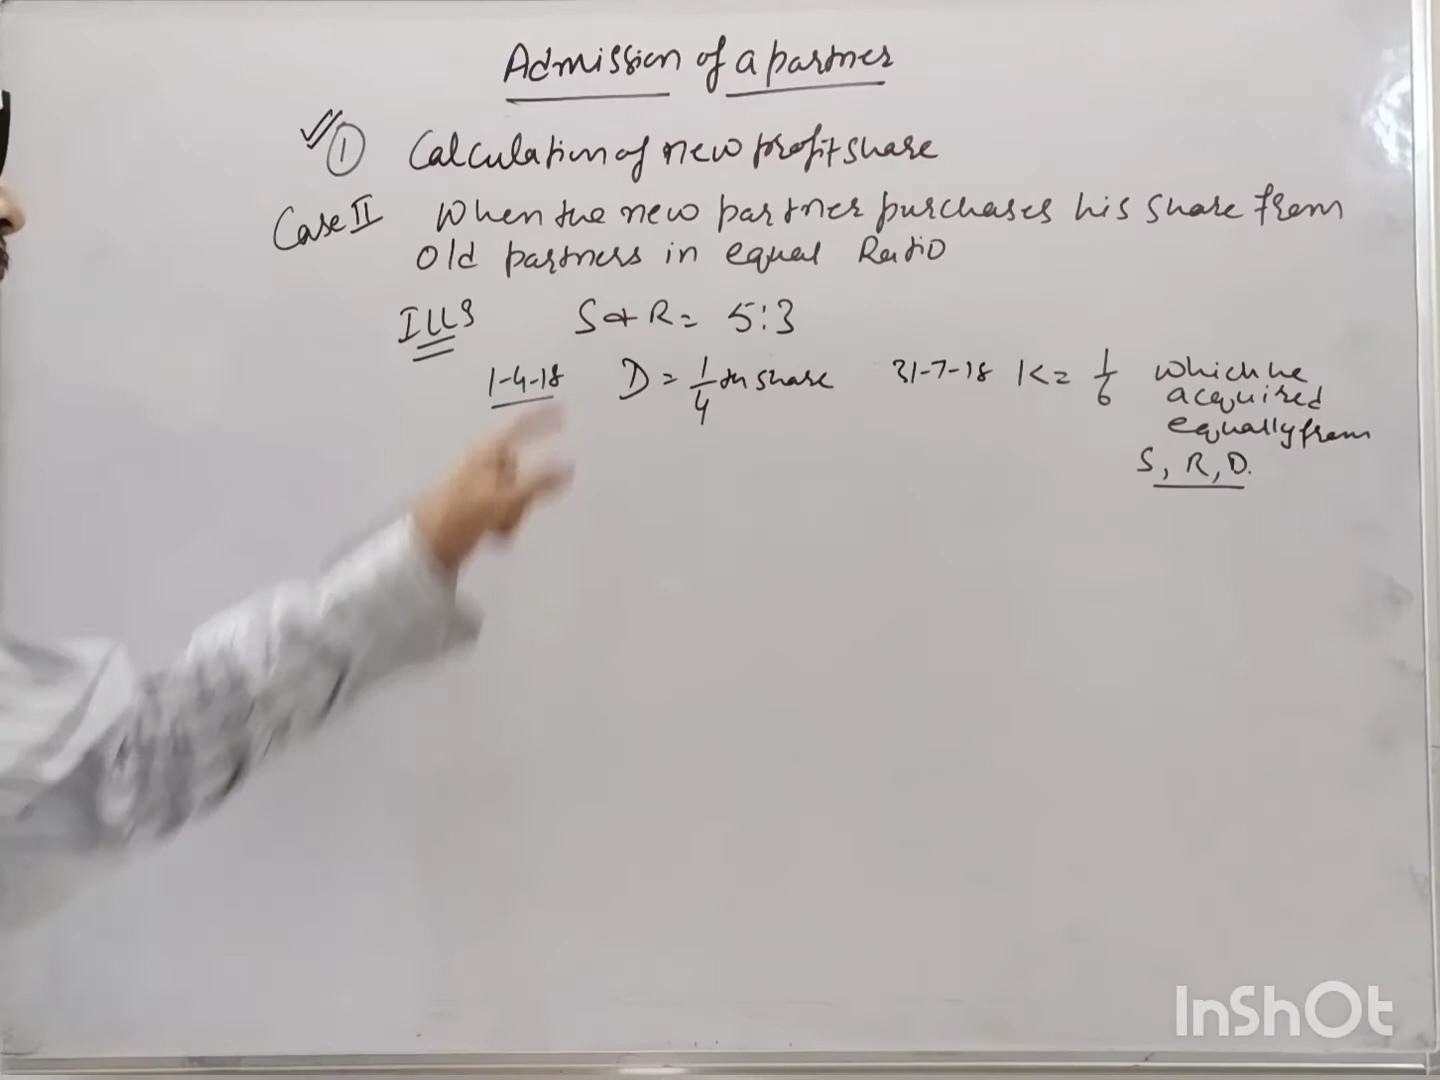 Admission of a partner
① Calculation of new profit share
Case II When the new partner purchases his share from
old partners in equal Ratio
ILLS S & R = 5:3
1-4-18 D = 1/4 th share 31-7-18 K = 1/6 which he
acquired
equally from
S, R, D.
InShOt